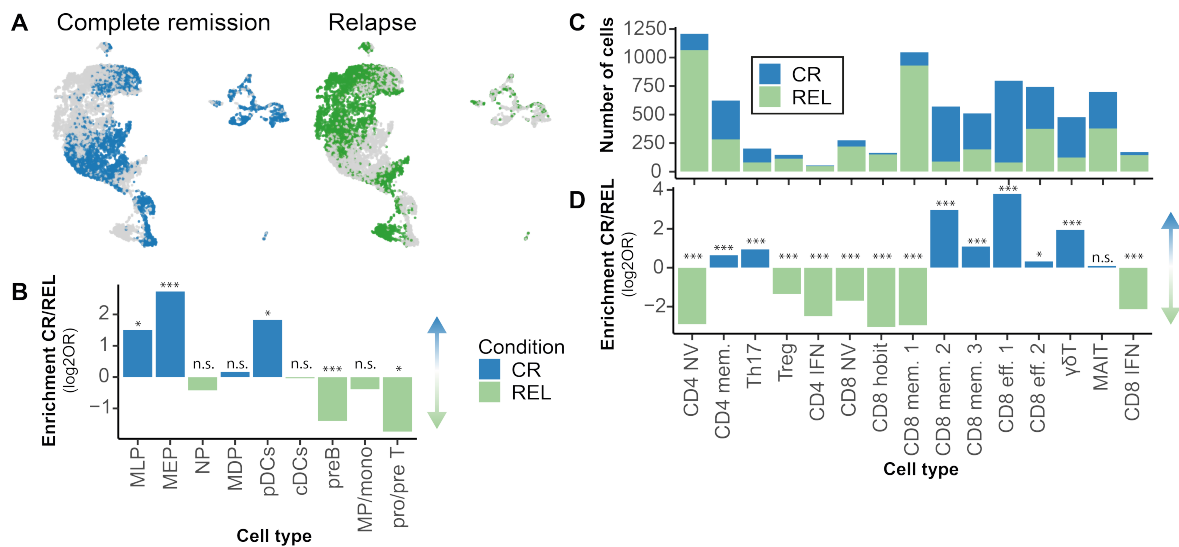 A
Complete remission
Relapse
B
Enrichment CR/REL
(log2OR)
2
1
0
−1
*
***
n.s.
n.s.
*
n.s.
***
n.s.
*
MLP
MEP
NP
MDP
pDCs
cDCs
preB
MP/mono
pro/pre T
Cell type
Condition
CR
REL
C
Number of cells
1250
1000
750
500
250
0
CR
REL
D
Enrichment CR/REL
(log2OR)
4
2
0
−2
***
***
***
***
***
***
***
***
***
***
***
*
***
n.s.
***
CD4 NV
CD4 mem.
Th17
Treg
CD4 IFN
CD8 NV
CD8 hobit
CD8 mem. 1
CD8 mem. 2
CD8 mem. 3
CD8 eff. 1
CD8 eff. 2
γδT
MAIT
CD8 IFN
Cell type